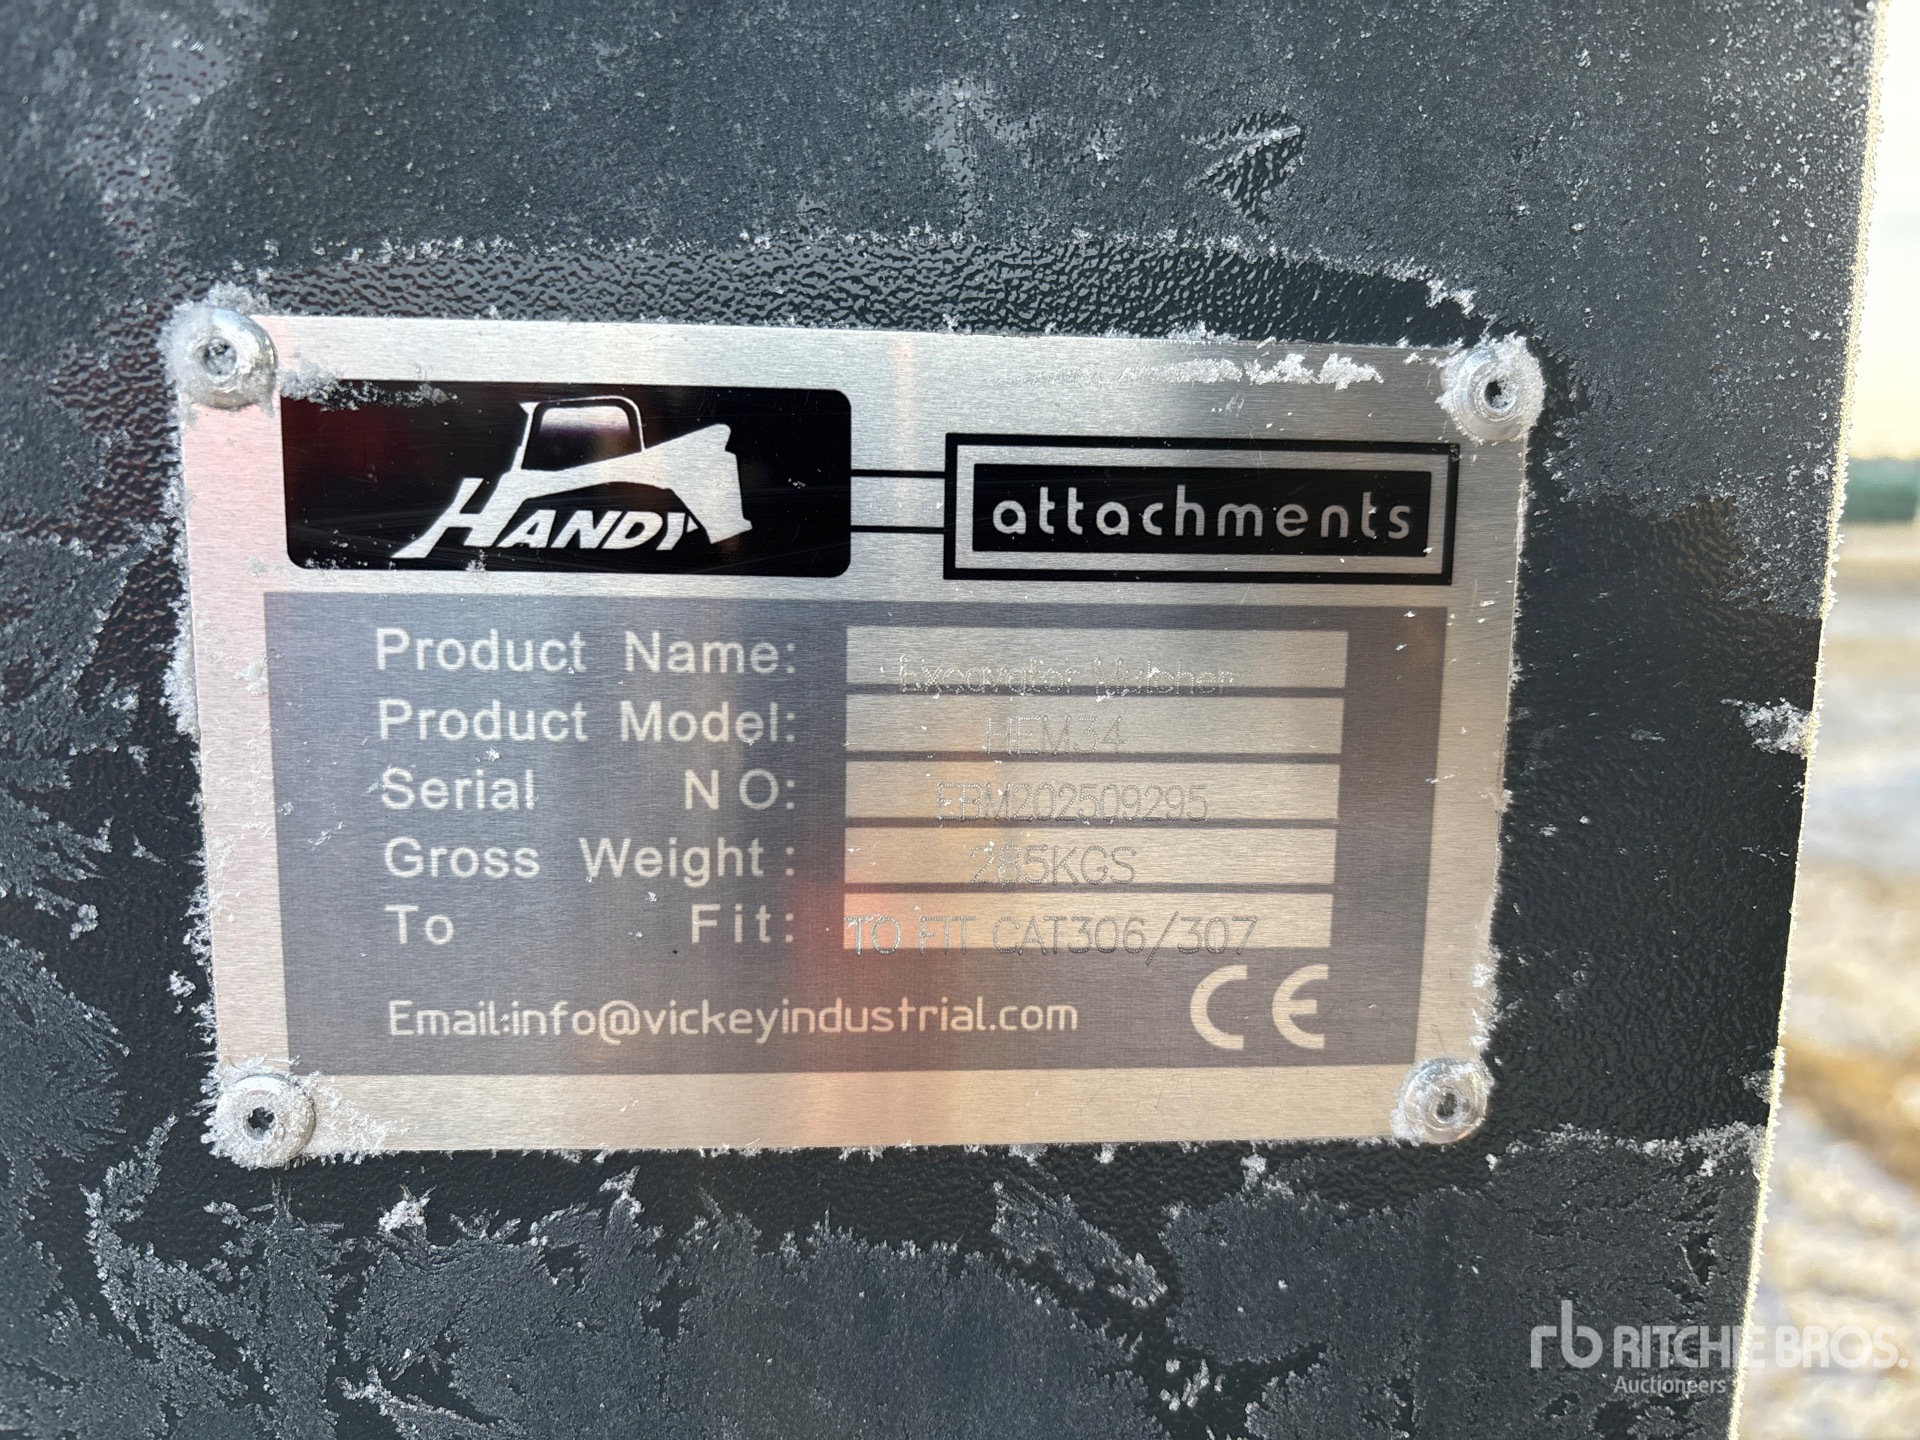 HANDY
attachments
Product Name: Excavator Mulcher
Product Model: HEM34
Serial NO: EBM202509295
Gross Weight: 285KGS
To Fit: TO FIT CAT306/307
Email:info@vickeyindustrial.com
CE
rb RITCHIE BROS.
Auctioneers